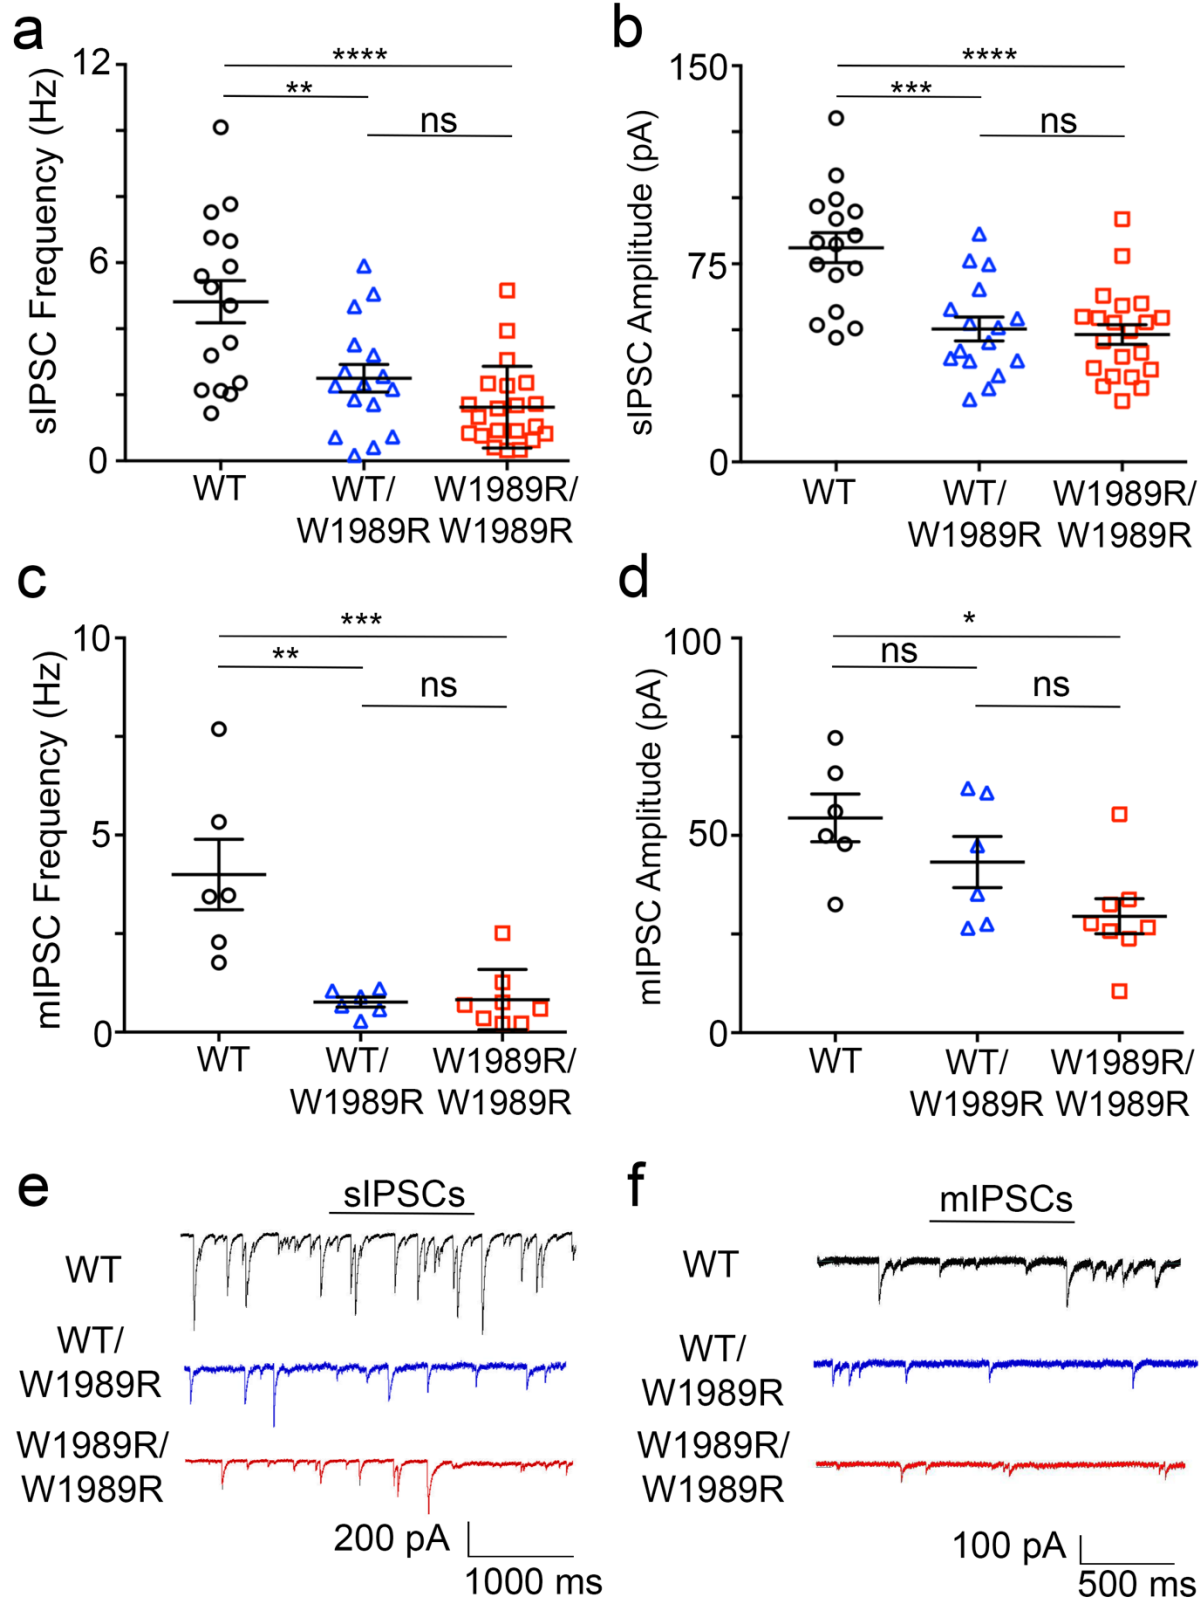 a
sIPSC Frequency (Hz)
12
6
0
****
**
ns
WT
WT/
W1989R
W1989R/
W1989R
b
sIPSC Amplitude (pA)
150
75
0
****
***
ns
WT
WT/
W1989R
W1989R/
W1989R
c
mIPSC Frequency (Hz)
10
5
0
***
**
ns
WT
WT/
W1989R
W1989R/
W1989R
d
mIPSC Amplitude (pA)
100
50
0
*
ns
ns
WT
WT/
W1989R
W1989R/
W1989R
e
sIPSCs
WT
WT/
W1989R
W1989R/
W1989R
200 pA
1000 ms
f
mIPSCs
WT
WT/
W1989R
W1989R/
W1989R
100 pA
500 ms